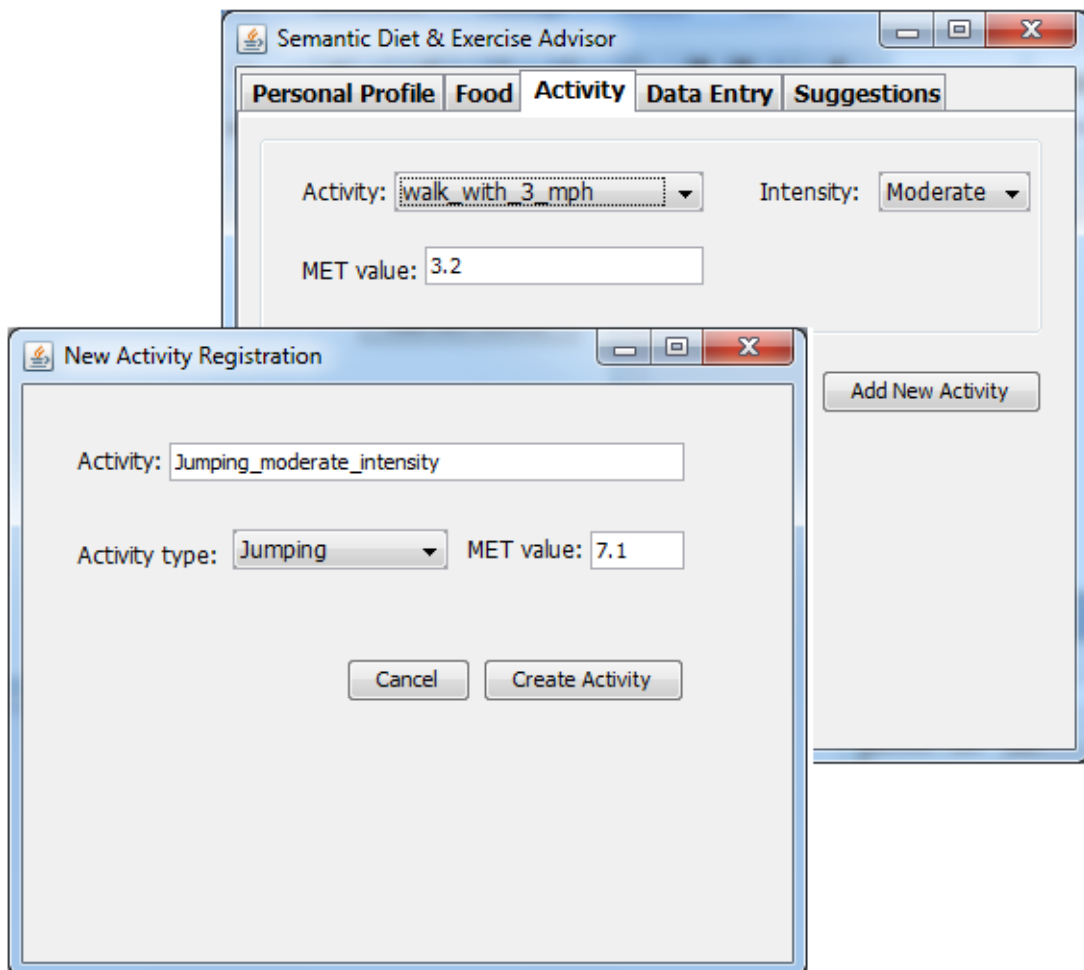 Semantic Diet & Exercise Advisor
Personal Profile Food Activity Data Entry Suggestions
Activity: walk_with_3_mph Intensity: Moderate
MET value: 3.2
Add New Activity
New Activity Registration
Activity: Jumping_moderate_intensity
Activity type: Jumping MET value: 7.1
Cancel Create Activity